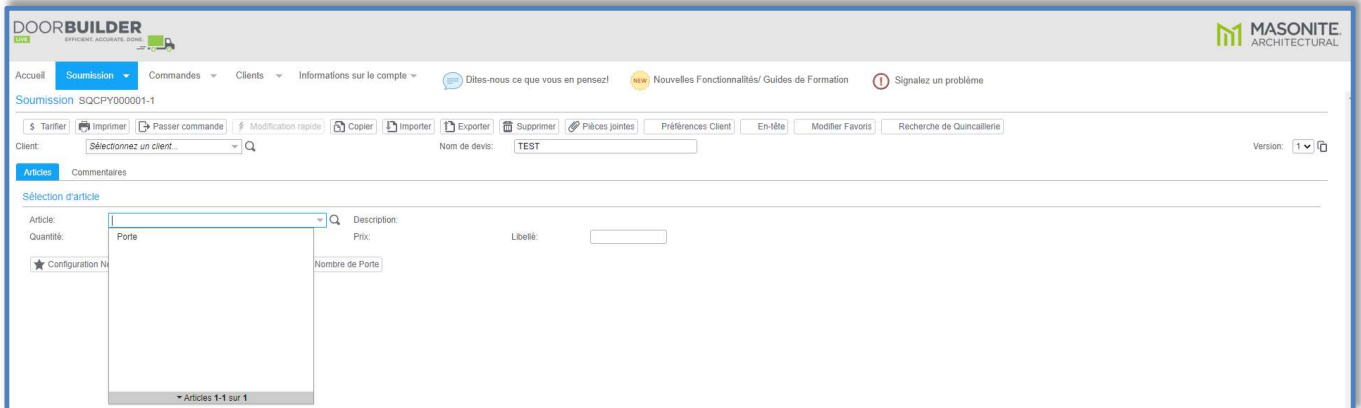 DOORBUILDER
LIVE EFFICIENT. ACCURATE. DONE.
MASONITE.
ARCHITECTURAL
Accueil Soumission Commandes Clients Informations sur le compte Dites-nous ce que vous en pensez! NEW Nouvelles Fonctionnalités/ Guides de Formation Signalez un problème
Soumission SQCPY000001-1
$ Tarifier Imprimer Passer commande Modification rapide Copier Importer Exporter Supprimer Pièces jointes Préférences Client En-tête Modifier Favoris Recherche de Quincaillerie
Client: Sélectionnez un client... Nom de devis: TEST Version: 1
Articles Commentaires
Sélection d'article
Article: Description:
Quantité: Porte Prix: Libellé:
Configuration Nombre de Porte
Articles 1-1 sur 1